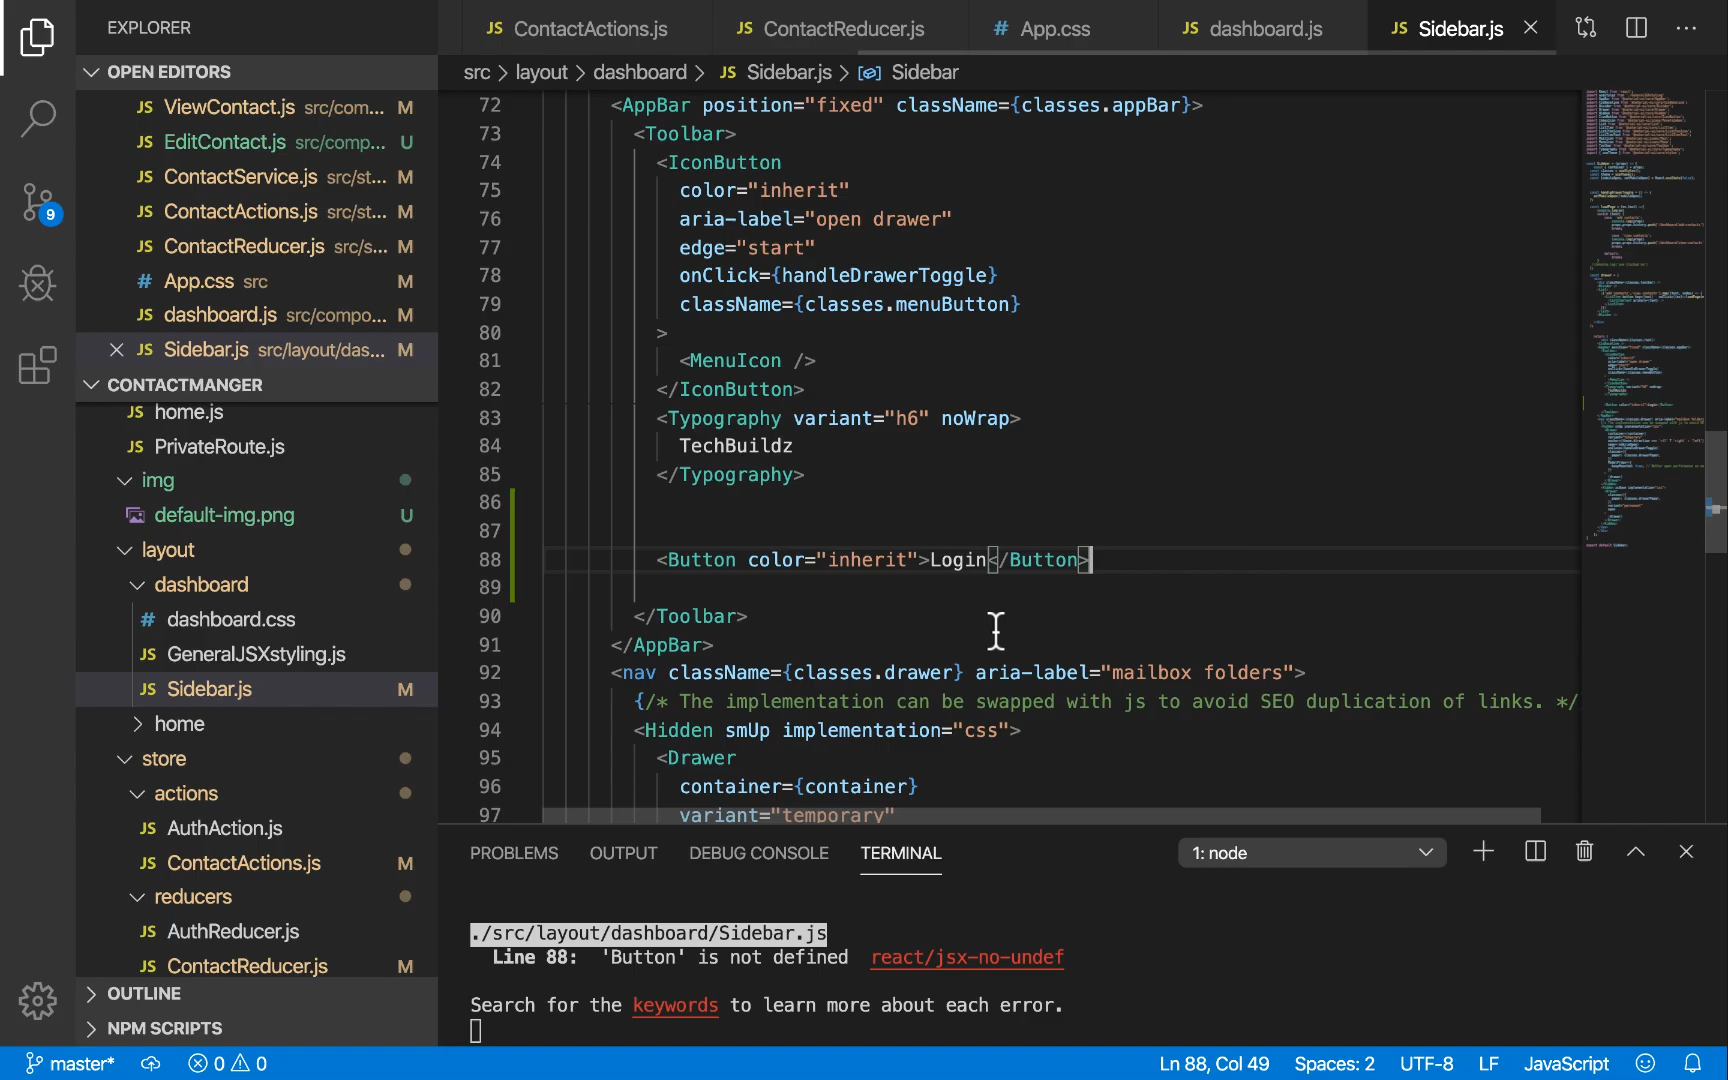 EXPLORER
JS ContactActions.js
JS ContactReducer.js
# App.css
JS dashboard.js
JS Sidebar.js
OPEN EDITORS
JS ViewContact.js src/com... M
JS EditContact.js src/comp... U
JS ContactService.js src/st... M
JS ContactActions.js src/st... M
JS ContactReducer.js src/s... M
# App.css src M
JS dashboard.js src/compo... M
JS Sidebar.js src/layout/das... M
CONTACTMANGER
JS home.js
JS PrivateRoute.js
img
default-img.png U
layout
dashboard
# dashboard.css
JS GeneralJSXstyling.js
JS Sidebar.js M
home
store
actions
JS AuthAction.js
JS ContactActions.js M
reducers
JS AuthReducer.js
JS ContactReducer.js M
OUTLINE
NPM SCRIPTS
9
src > layout > dashboard > JS Sidebar.js > Sidebar
72 <AppBar position="fixed" className={classes.appBar}>
73 <Toolbar>
74 <IconButton
75 color="inherit"
76 aria-label="open drawer"
77 edge="start"
78 onClick={handleDrawerToggle}
79 className={classes.menuButton}
80 >
81 <MenuIcon />
82 </IconButton>
83 <Typography variant="h6" noWrap>
84 TechBuildz
85 </Typography>
86
87
88 <Button color="inherit">Login</Button>
89
90 </Toolbar>
91 </AppBar>
92 <nav className={classes.drawer} aria-label="mailbox folders">
93 {/* The implementation can be swapped with js to avoid SEO duplication of links. */
94 <Hidden smUp implementation="css">
95 <Drawer
96 container={container}
97 variant="temporary"
PROBLEMS OUTPUT DEBUG CONSOLE TERMINAL 1: node
./src/layout/dashboard/Sidebar.js
Line 88: 'Button' is not defined react/jsx-no-undef
Search for the keywords to learn more about each error.
master* 0 0 Ln 88, Col 49 Spaces: 2 UTF-8 LF JavaScript